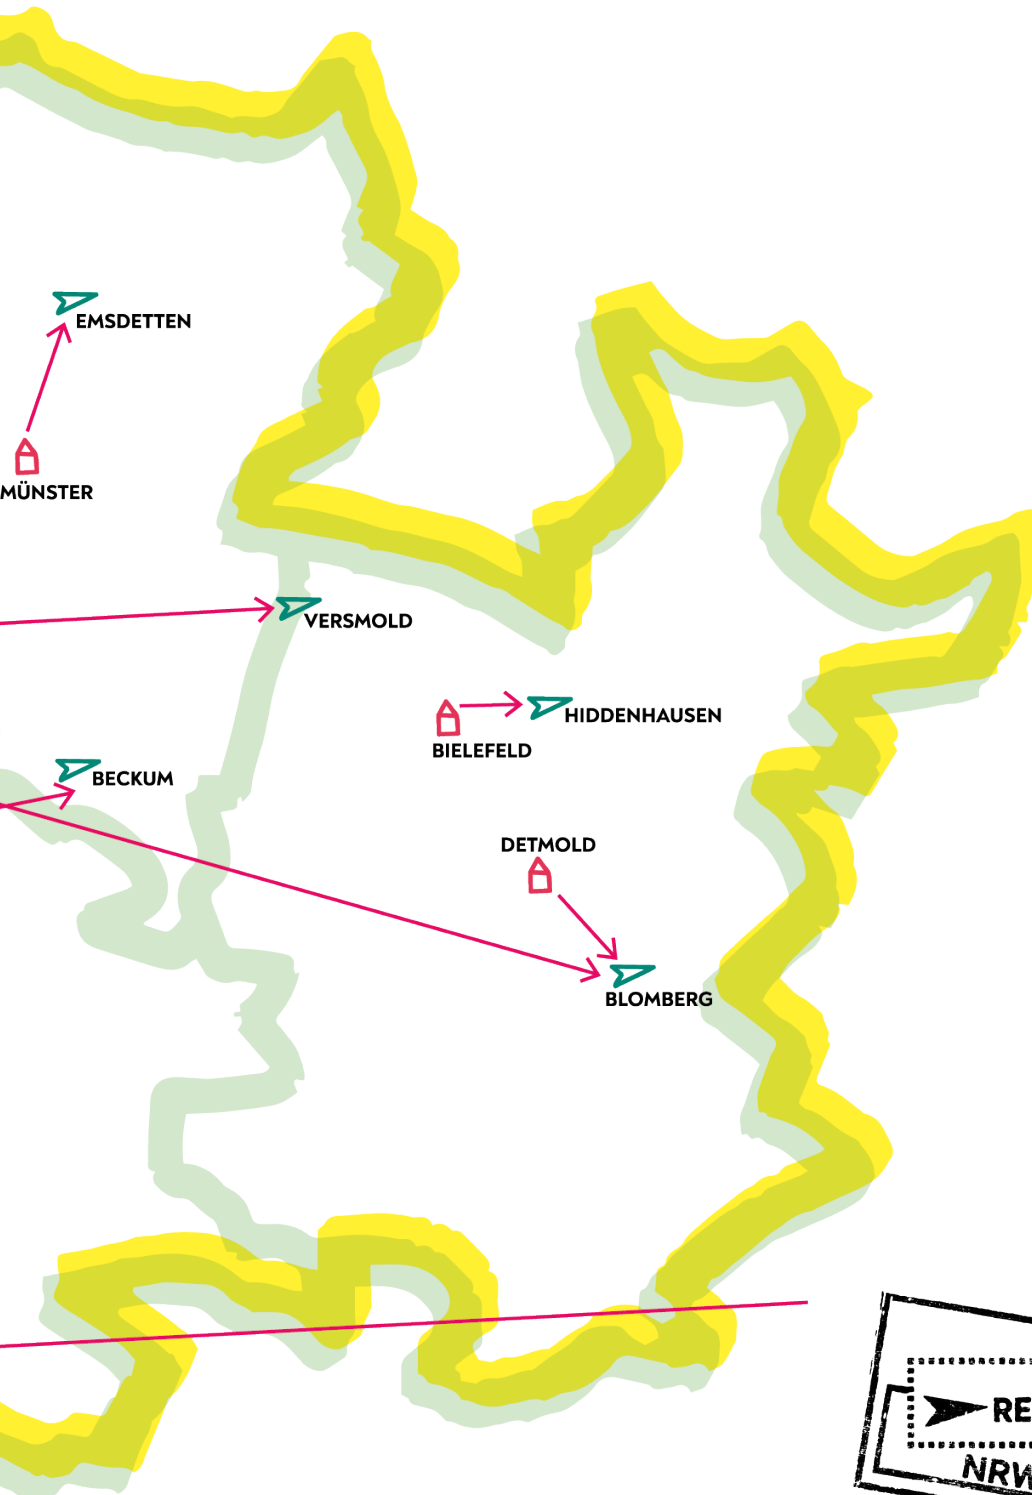 EMSDETTEN
MÜNSTER
VERSMOLD
HIDDENHAUSEN
BIELEFELD
BECKUM
DETMOLD
BLOMBERG
RE
NRW